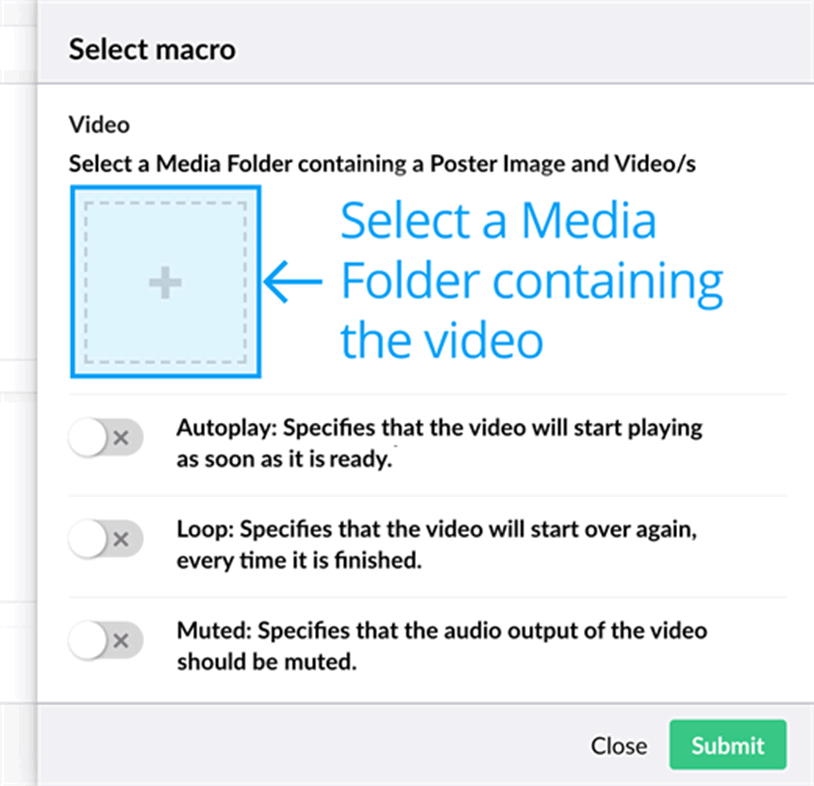 Select macro
Video
Select a Media Folder containing a Poster Image and Video/s
Select a Media
Folder containing
the video
Autoplay: Specifies that the video will start playing
as soon as it is ready.
Loop: Specifies that the video will start over again,
every time it is finished.
Muted: Specifies that the audio output of the video
should be muted.
Close
Submit